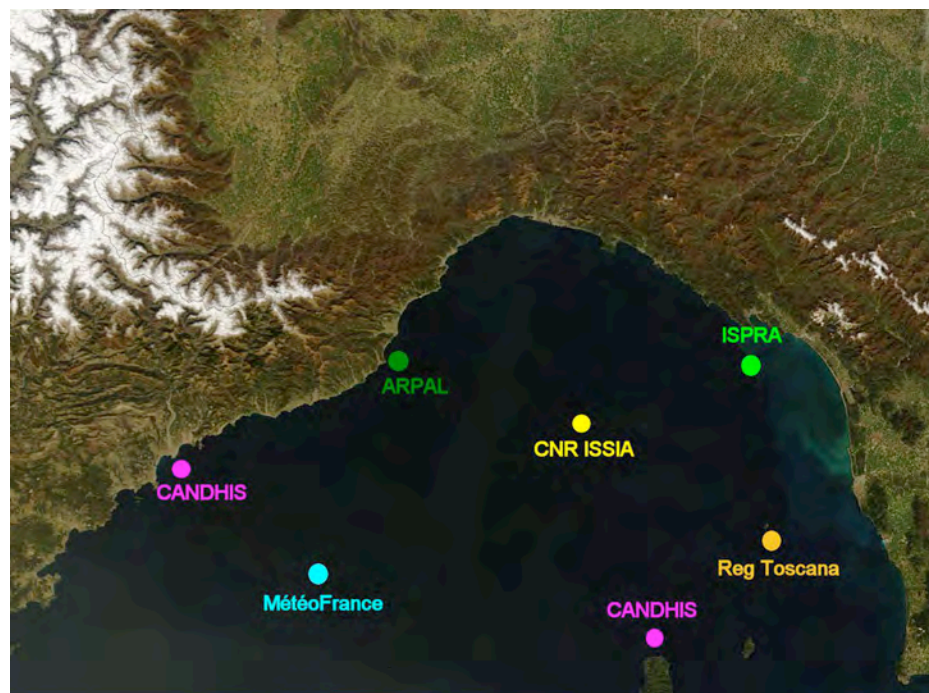 ISPRA
ARPAL
CNR ISSIA
CANDHIS
Reg Toscana
MétéoFrance
CANDHIS